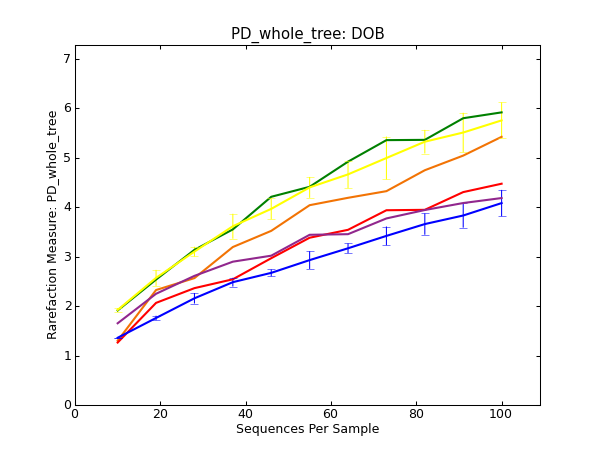 PD_whole_tree: DOB
7
6
5
4
3
2
1
0
Rarefaction Measure: PD_whole_tree
0 20 40 60 80 100
Sequences Per Sample